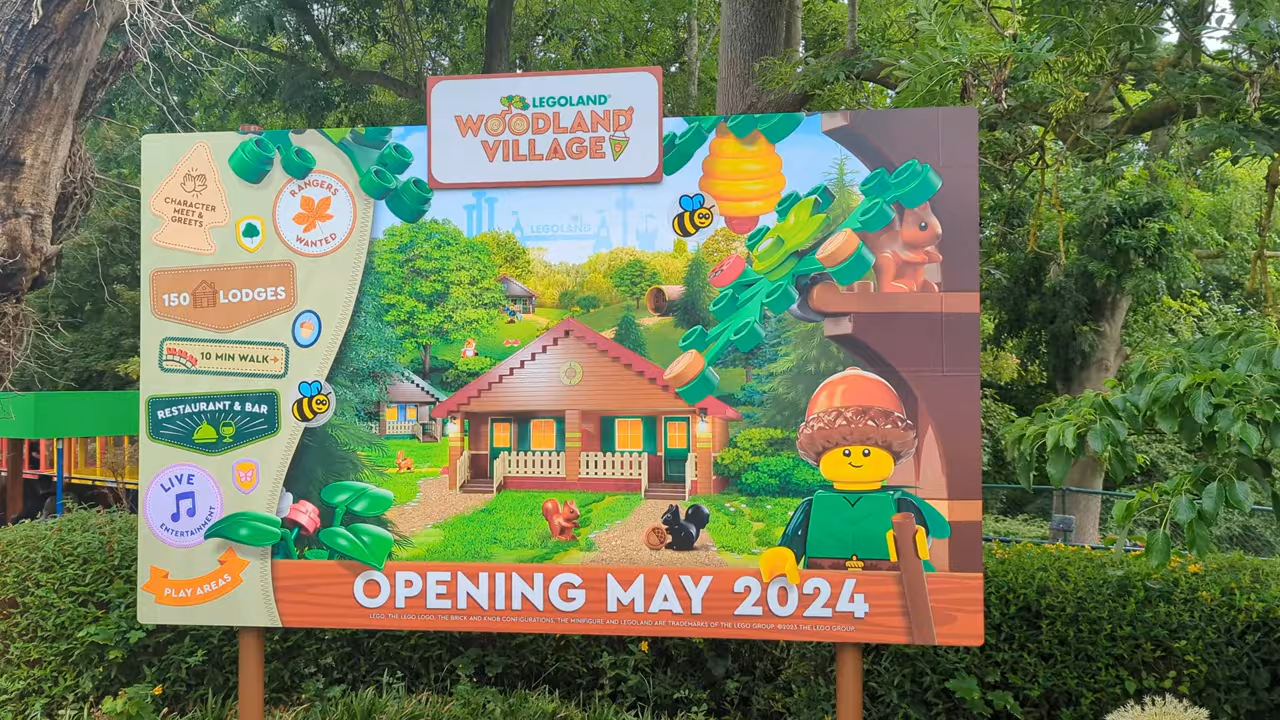 LEGOLAND®
WOODLAND
VILLAGE
CHARACTER
MEET &
GREETS
RANGERS
WANTED
LEGOLAND
150 LODGES
10 MIN WALK
RESTAURANT & BAR
LIVE
ENTERTAINMENT
PLAY AREAS
OPENING MAY 2024
LEGO, THE LEGO LOGO, THE BRICK AND KNOB CONFIGURATIONS, THE MINIFIGURE AND LEGOLAND ARE TRADEMARKS OF THE LEGO GROUP. ©2023 THE LEGO GROUP.